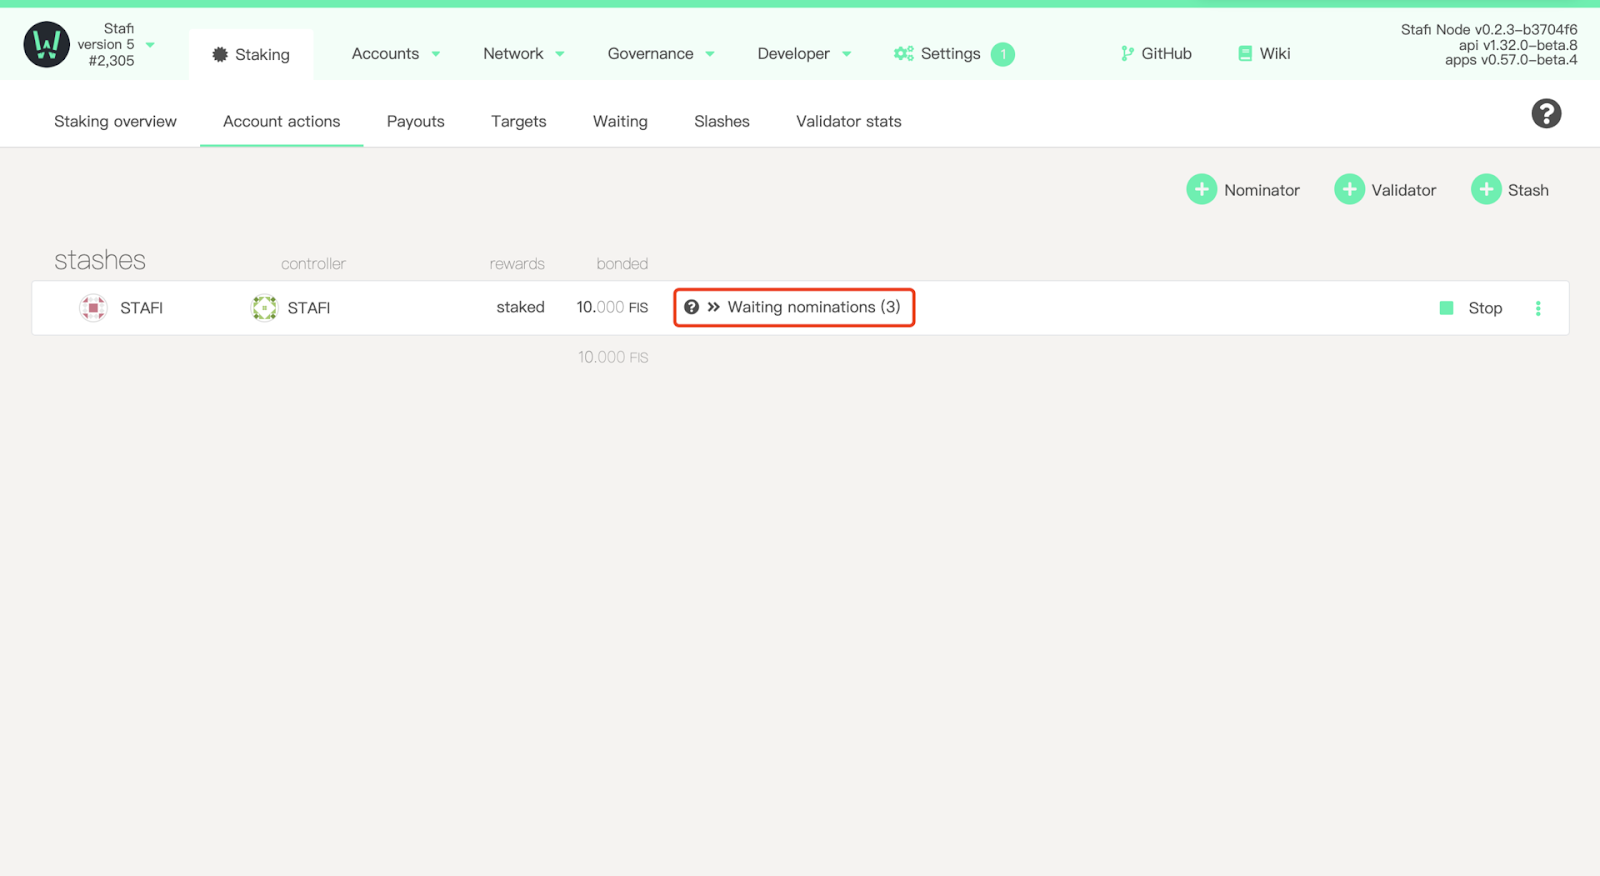 Stafi
version 5
#2,305
Staking
Accounts
Network
Governance
Developer
Settings
1
GitHub
Wiki
Stafi Node v0.2.3-b3704f6
api v1.32.0-beta.8
apps v0.57.0-beta.4
Staking overview
Account actions
Payouts
Targets
Waiting
Slashes
Validator stats
?
+ Nominator
+ Validator
+ Stash
stashes controller rewards bonded
STAFI STAFI staked 10.000 FIS ? >> Waiting nominations (3) Stop
10.000 FIS